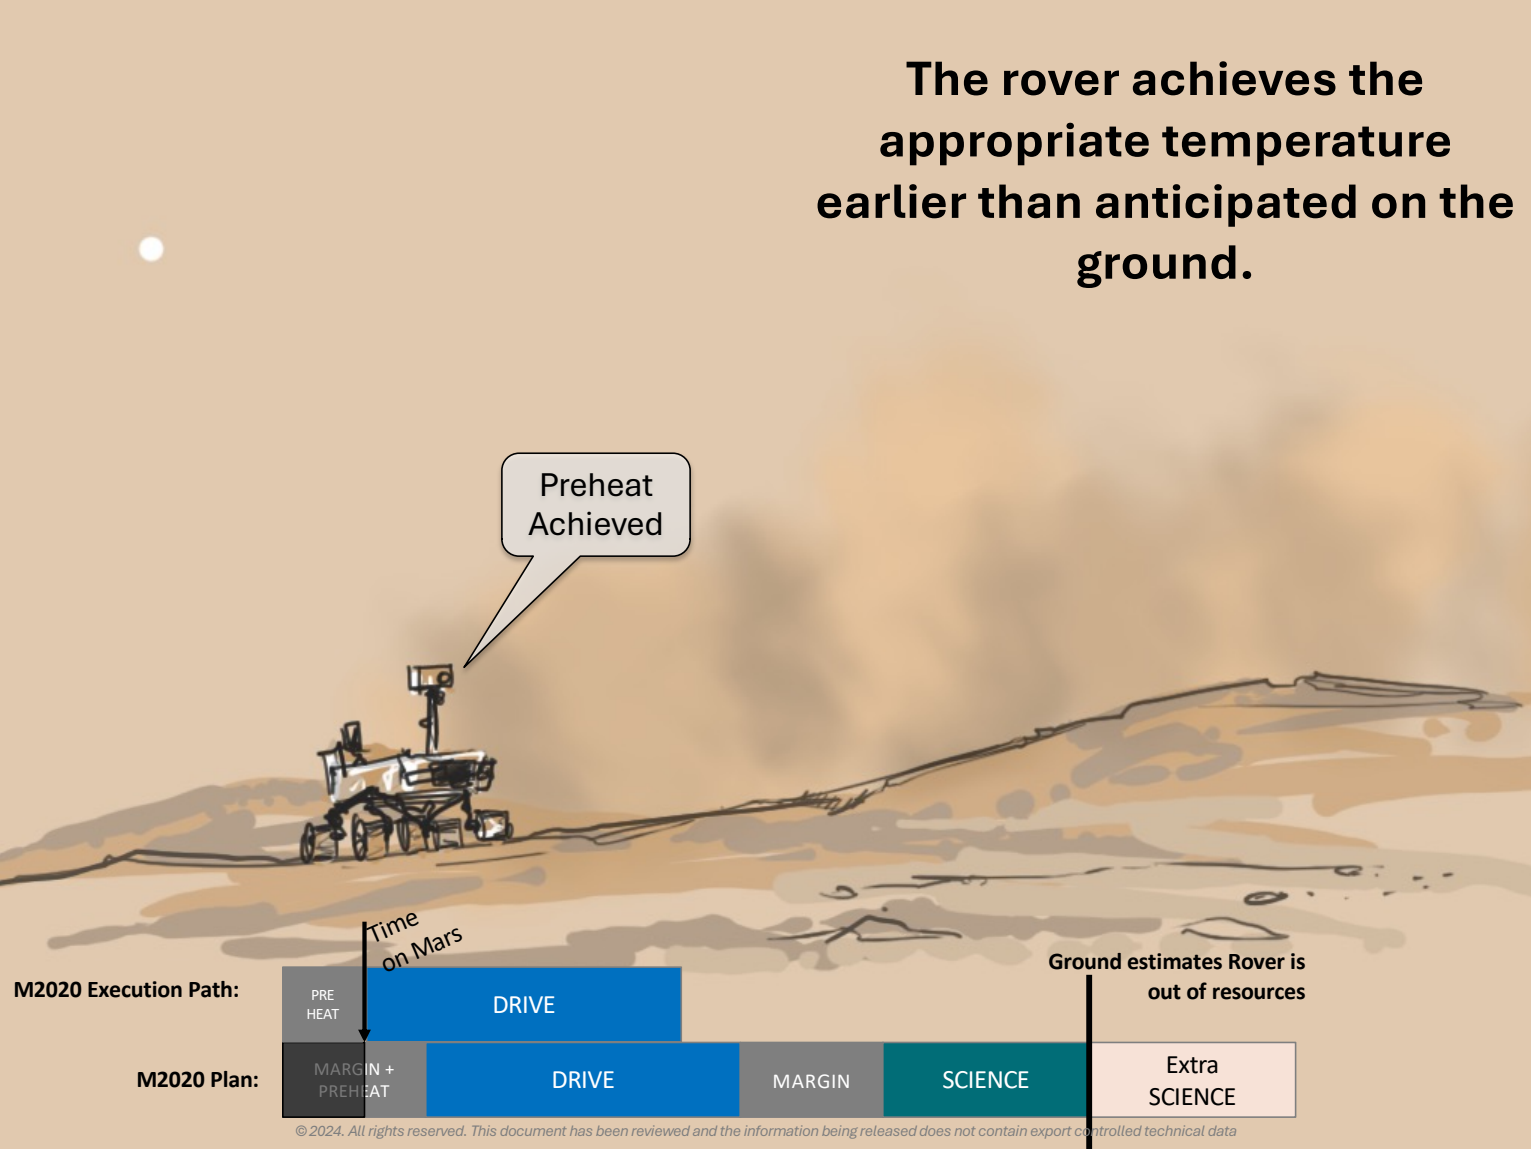 The rover achieves the
appropriate temperature
earlier than anticipated on the
ground.
Preheat
Achieved
Time
on Mars
Ground estimates Rover is
out of resources
M2020 Execution Path:
PRE
HEAT
DRIVE
M2020 Plan:
MARGIN +
PREHEAT
DRIVE
MARGIN
SCIENCE
Extra
SCIENCE
© 2024. All rights reserved. This document has been reviewed and the information being released does not contain export controlled technical data